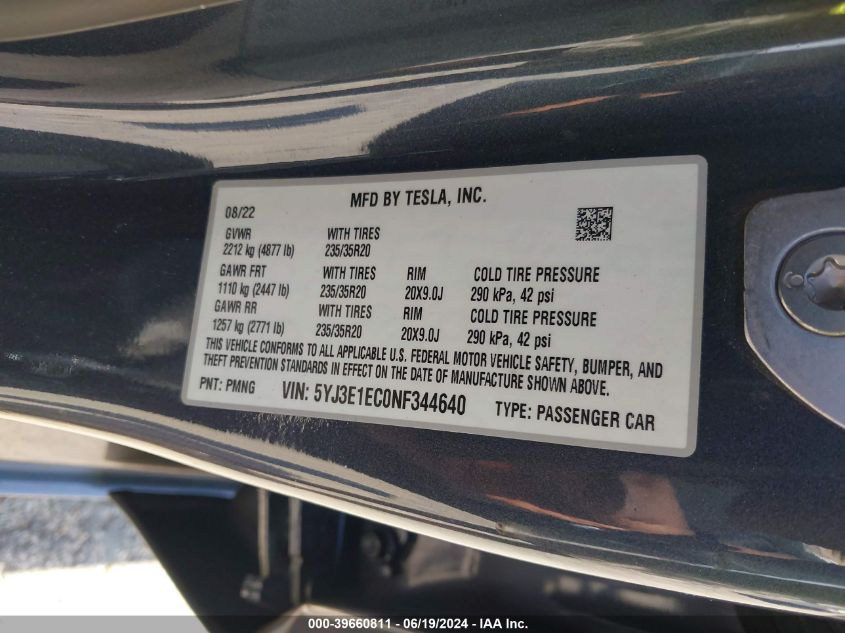 MFD BY TESLA, INC.
08/22
GVWR WITH TIRES
2212 kg (4877 lb) 235/35R20
GAWR FRT WITH TIRES RIM COLD TIRE PRESSURE
1110 kg (2447 lb) 235/35R20 20X9.0J 290 kPa, 42 psi
GAWR RR WITH TIRES RIM COLD TIRE PRESSURE
1257 kg (2771 lb) 235/35R20 20X9.0J 290 kPa, 42 psi
THIS VEHICLE CONFORMS TO ALL APPLICABLE U.S. FEDERAL MOTOR VEHICLE SAFETY, BUMPER, AND
THEFT PREVENTION STANDARDS IN EFFECT ON THE DATE OF MANUFACTURE SHOWN ABOVE.
PNT: PMNG VIN: 5YJ3E1EC0NF344640 TYPE: PASSENGER CAR
000-39660811 - 06/19/2024 - IAA Inc.